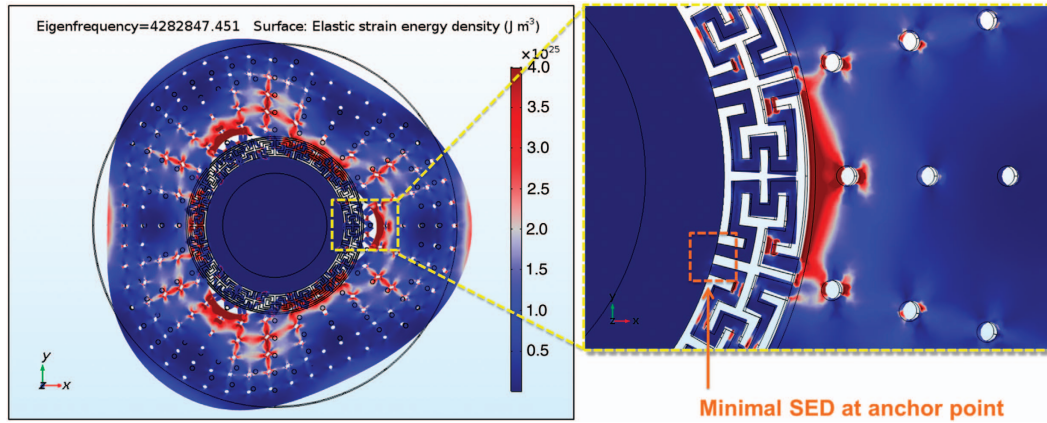 Eigenfrequency=4282847.451   Surface: Elastic strain energy density (J m⁻³)
×10²⁵
4.0
3.5
3.0
2.5
2.0
1.5
1.0
0.5
y
z
x
y
z
x
Minimal SED at anchor point